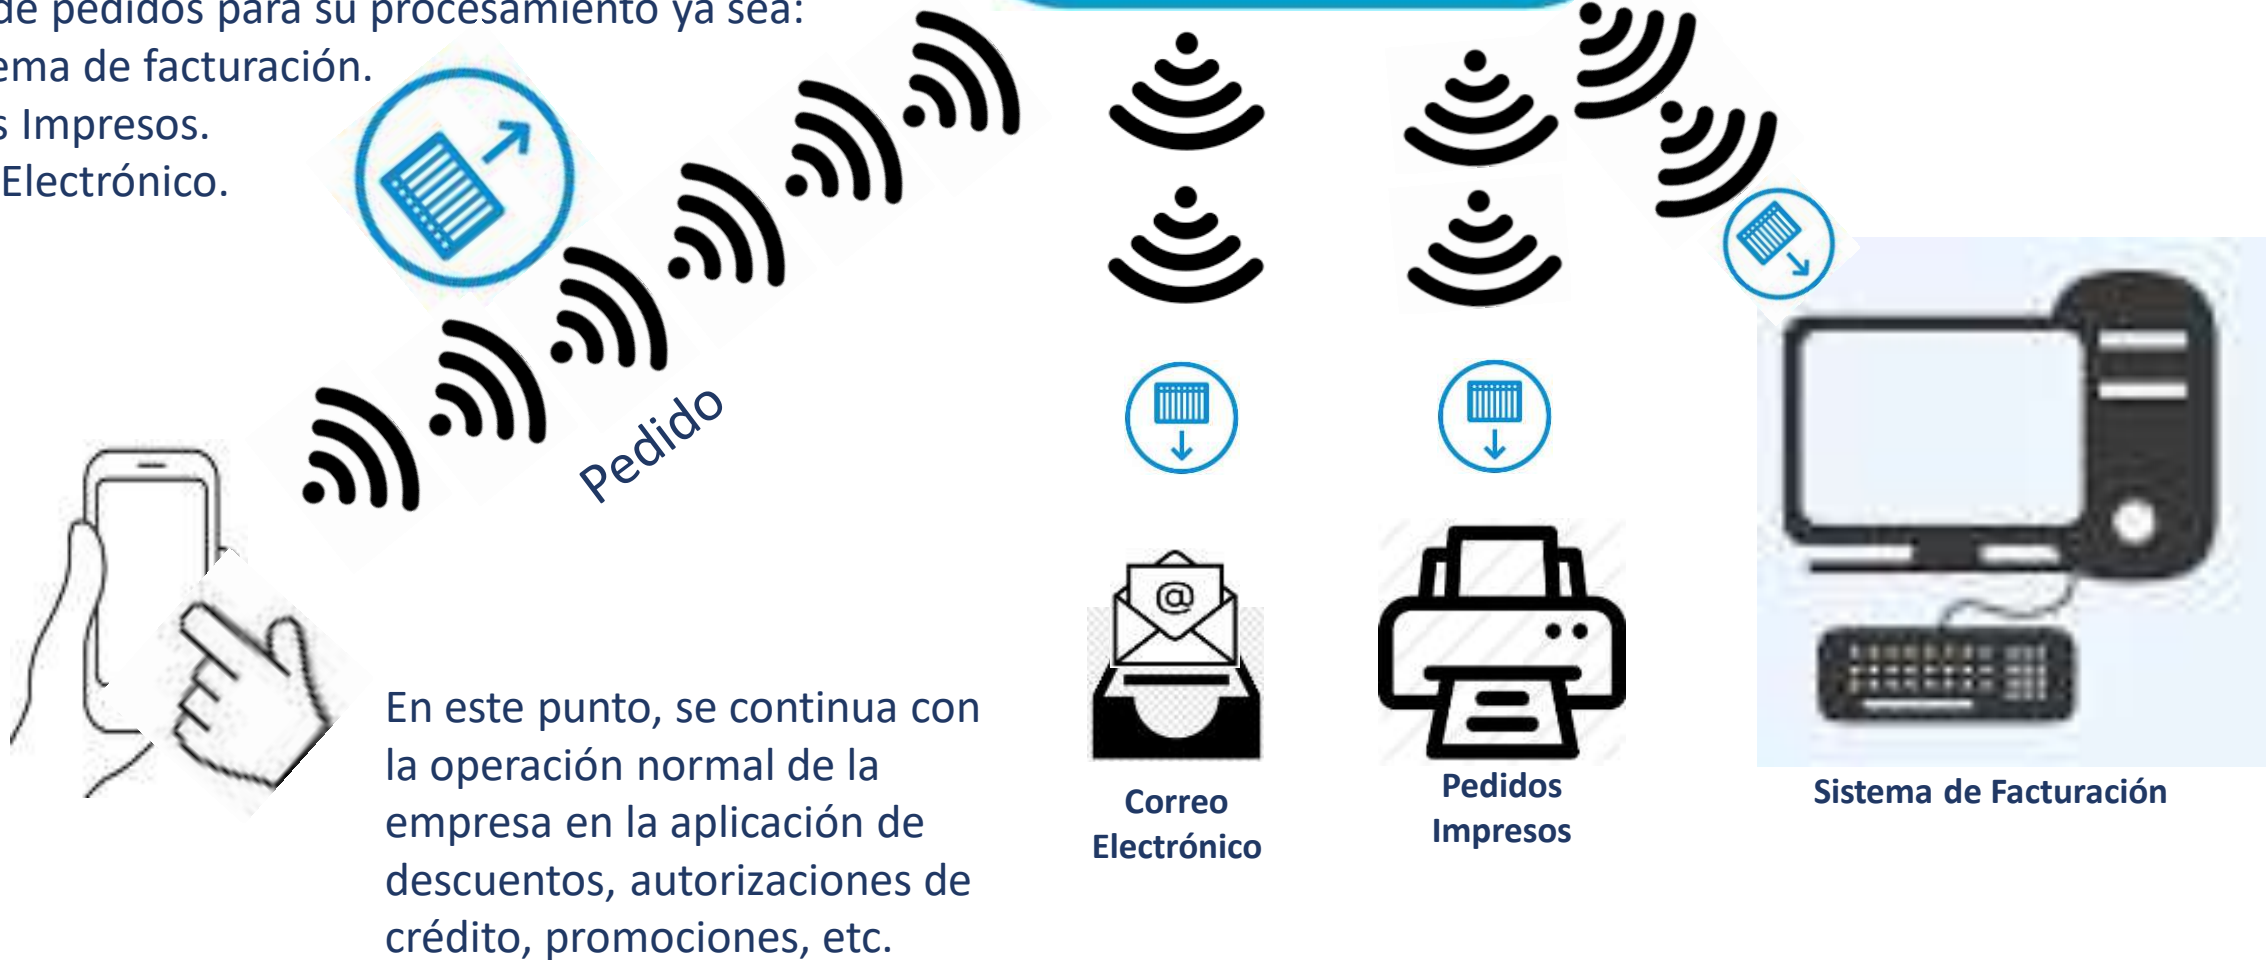 de pedidos para su procesamiento ya sea:
ema de facturación.
s Impresos.
Electrónico.
Pedido
@
En este punto, se continua con
la operación normal de la
empresa en la aplicación de
descuentos, autorizaciones de
crédito, promociones, etc.
Correo
Electrónico
Pedidos
Impresos
Sistema de Facturación